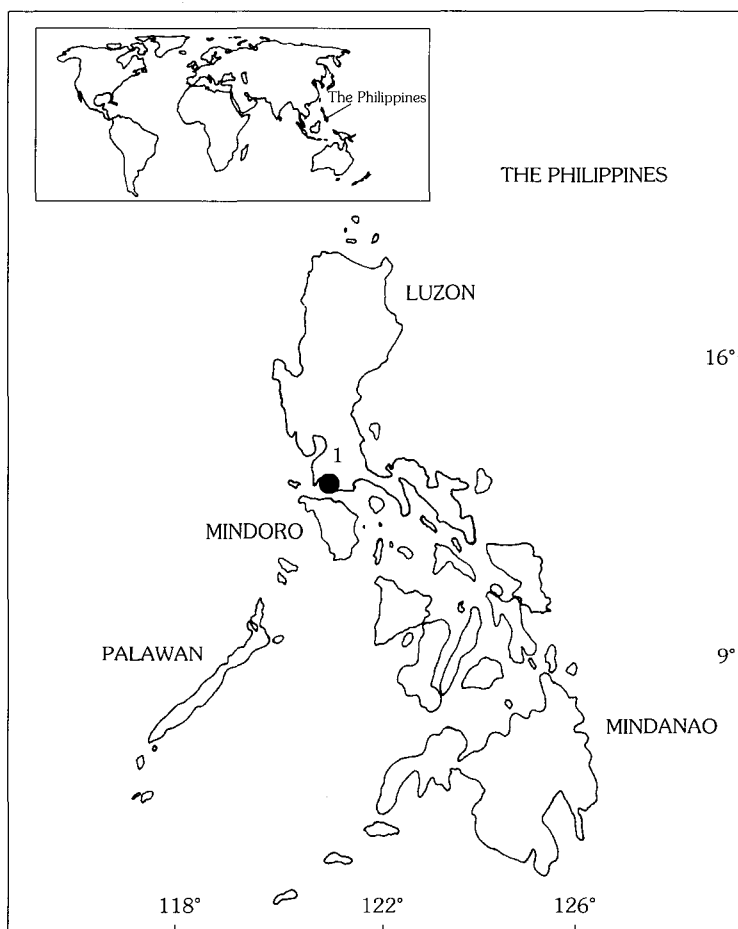 The Philippines
THE PHILIPPINES
LUZON
16°
1
MINDORO
PALAWAN
9°
MINDANAO
118° 122° 126°